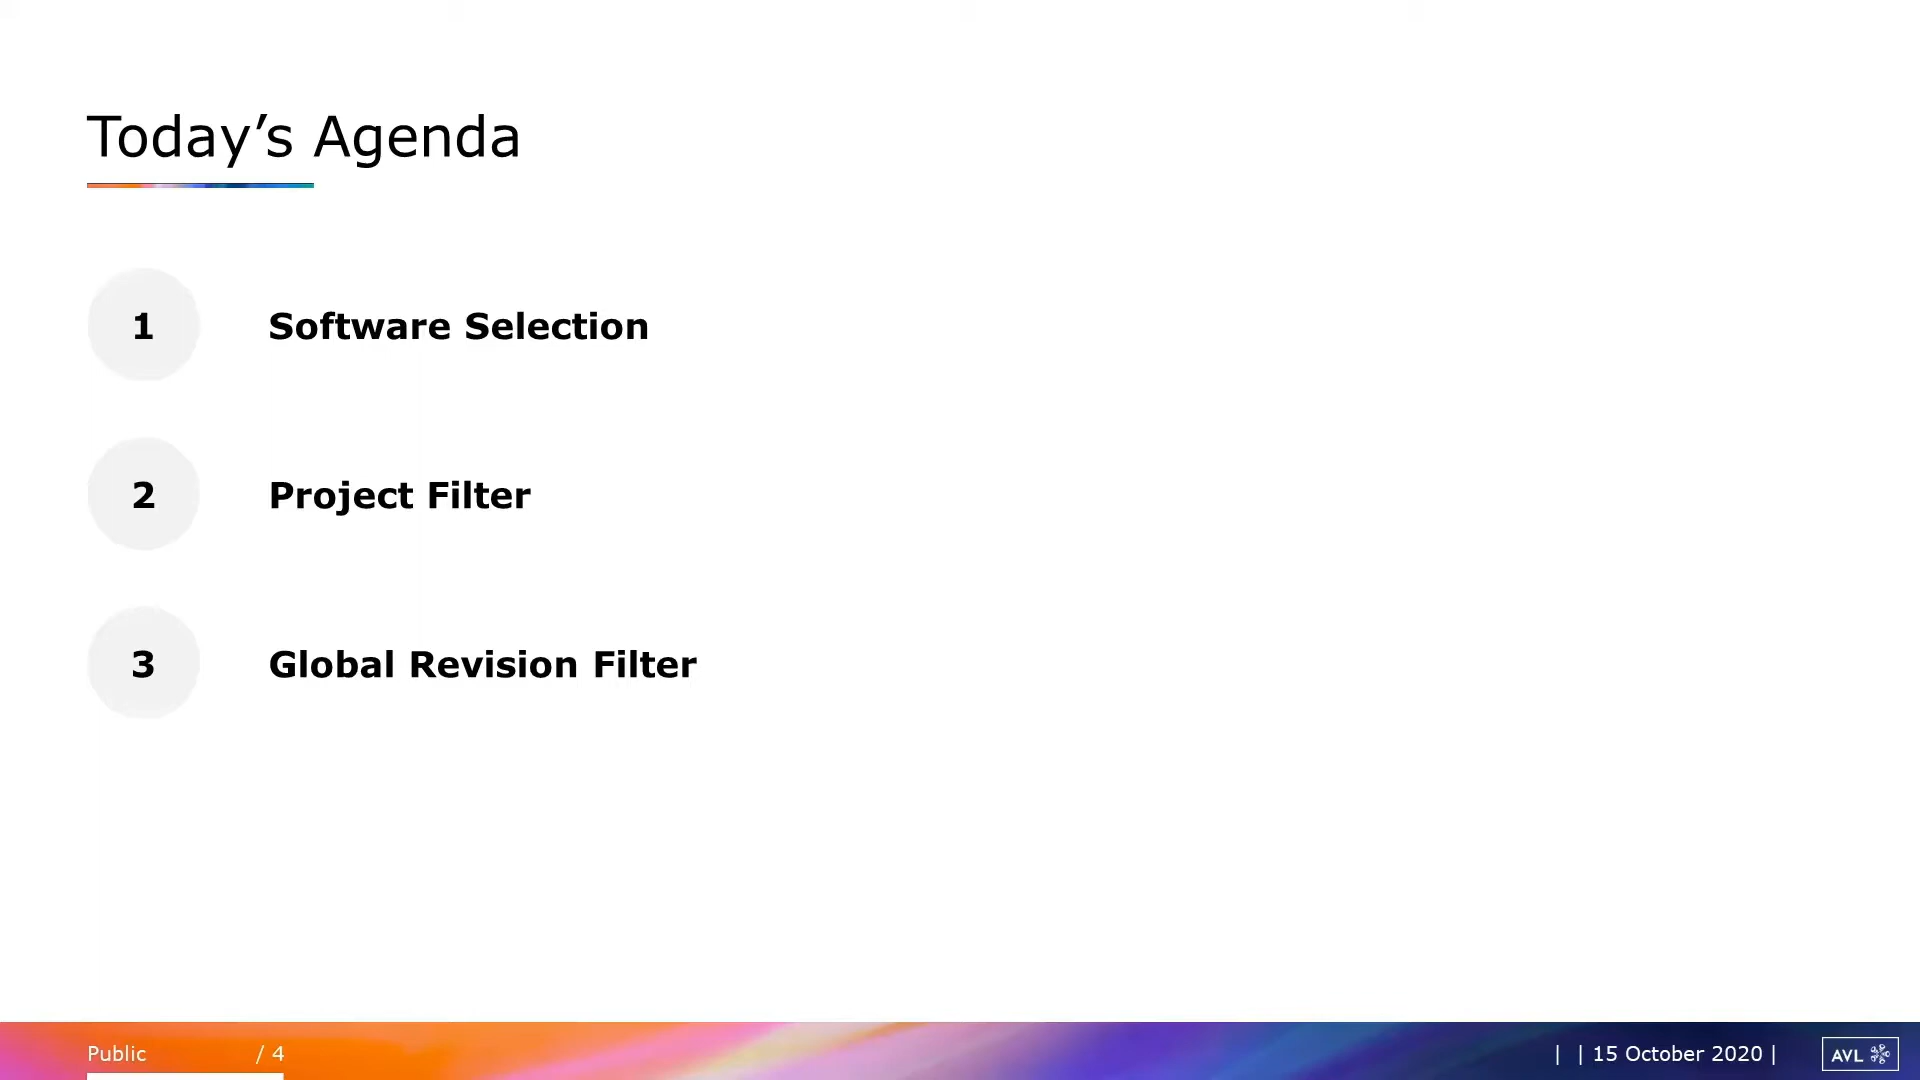 Today’s Agenda
1 Software Selection
2 Project Filter
3 Global Revision Filter
Public / 4 | | 15 October 2020 | AVL